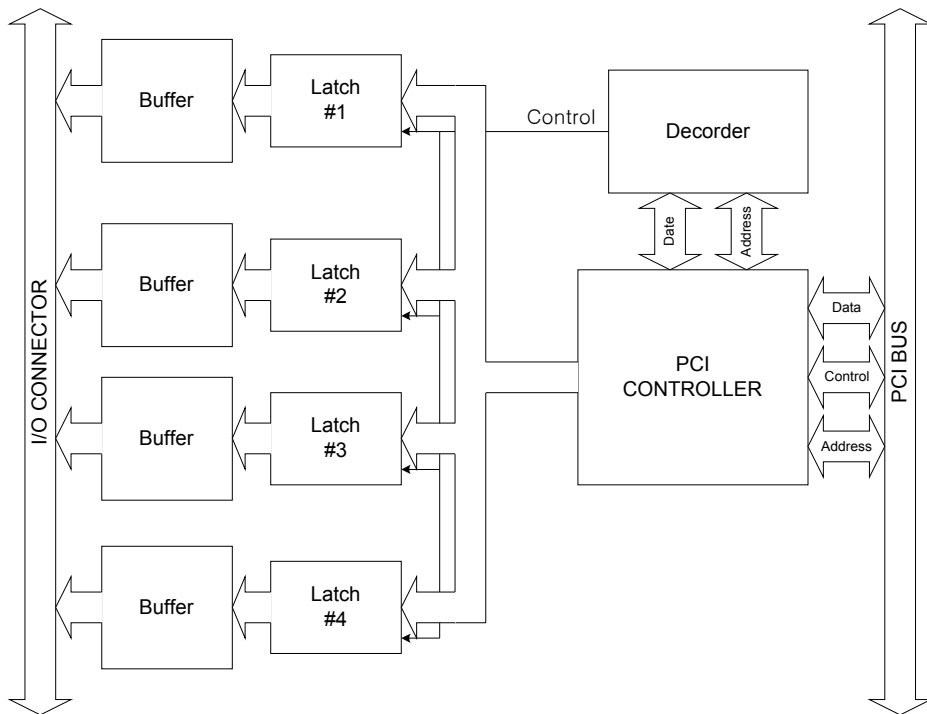 Buffer
Latch
#1
Control
Decorder
Date
Address
Buffer
Latch
#2
I/O CONNECTOR
PCI
CONTROLLER
Data
Control
Address
PCI BUS
Buffer
Latch
#3
Buffer
Latch
#4